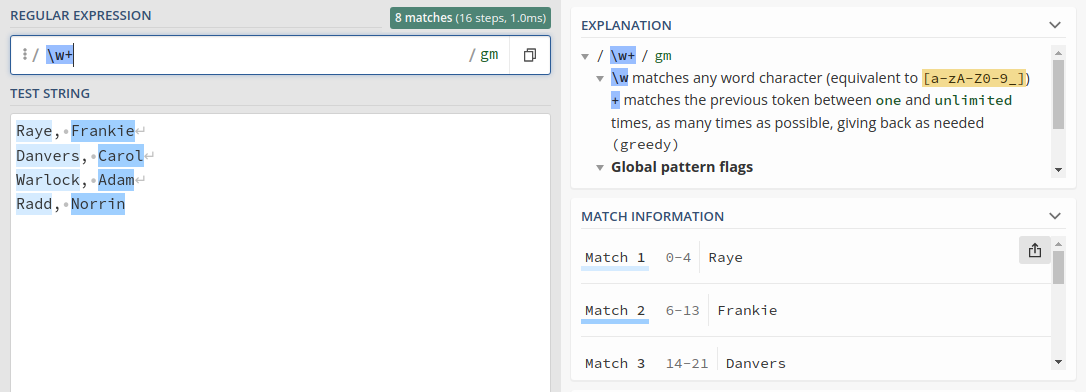 REGULAR EXPRESSION
8 matches (16 steps, 1.0ms)
/ \w+ / gm
TEST STRING
Raye, Frankie
Danvers, Carol
Warlock, Adam
Radd, Norrin
EXPLANATION
/ \w+ / gm
\w matches any word character (equivalent to [a-zA-Z0-9_])
+ matches the previous token between one and unlimited
times, as many times as possible, giving back as needed
(greedy)
Global pattern flags
MATCH INFORMATION
Match 1 0-4 Raye
Match 2 6-13 Frankie
Match 3 14-21 Danvers